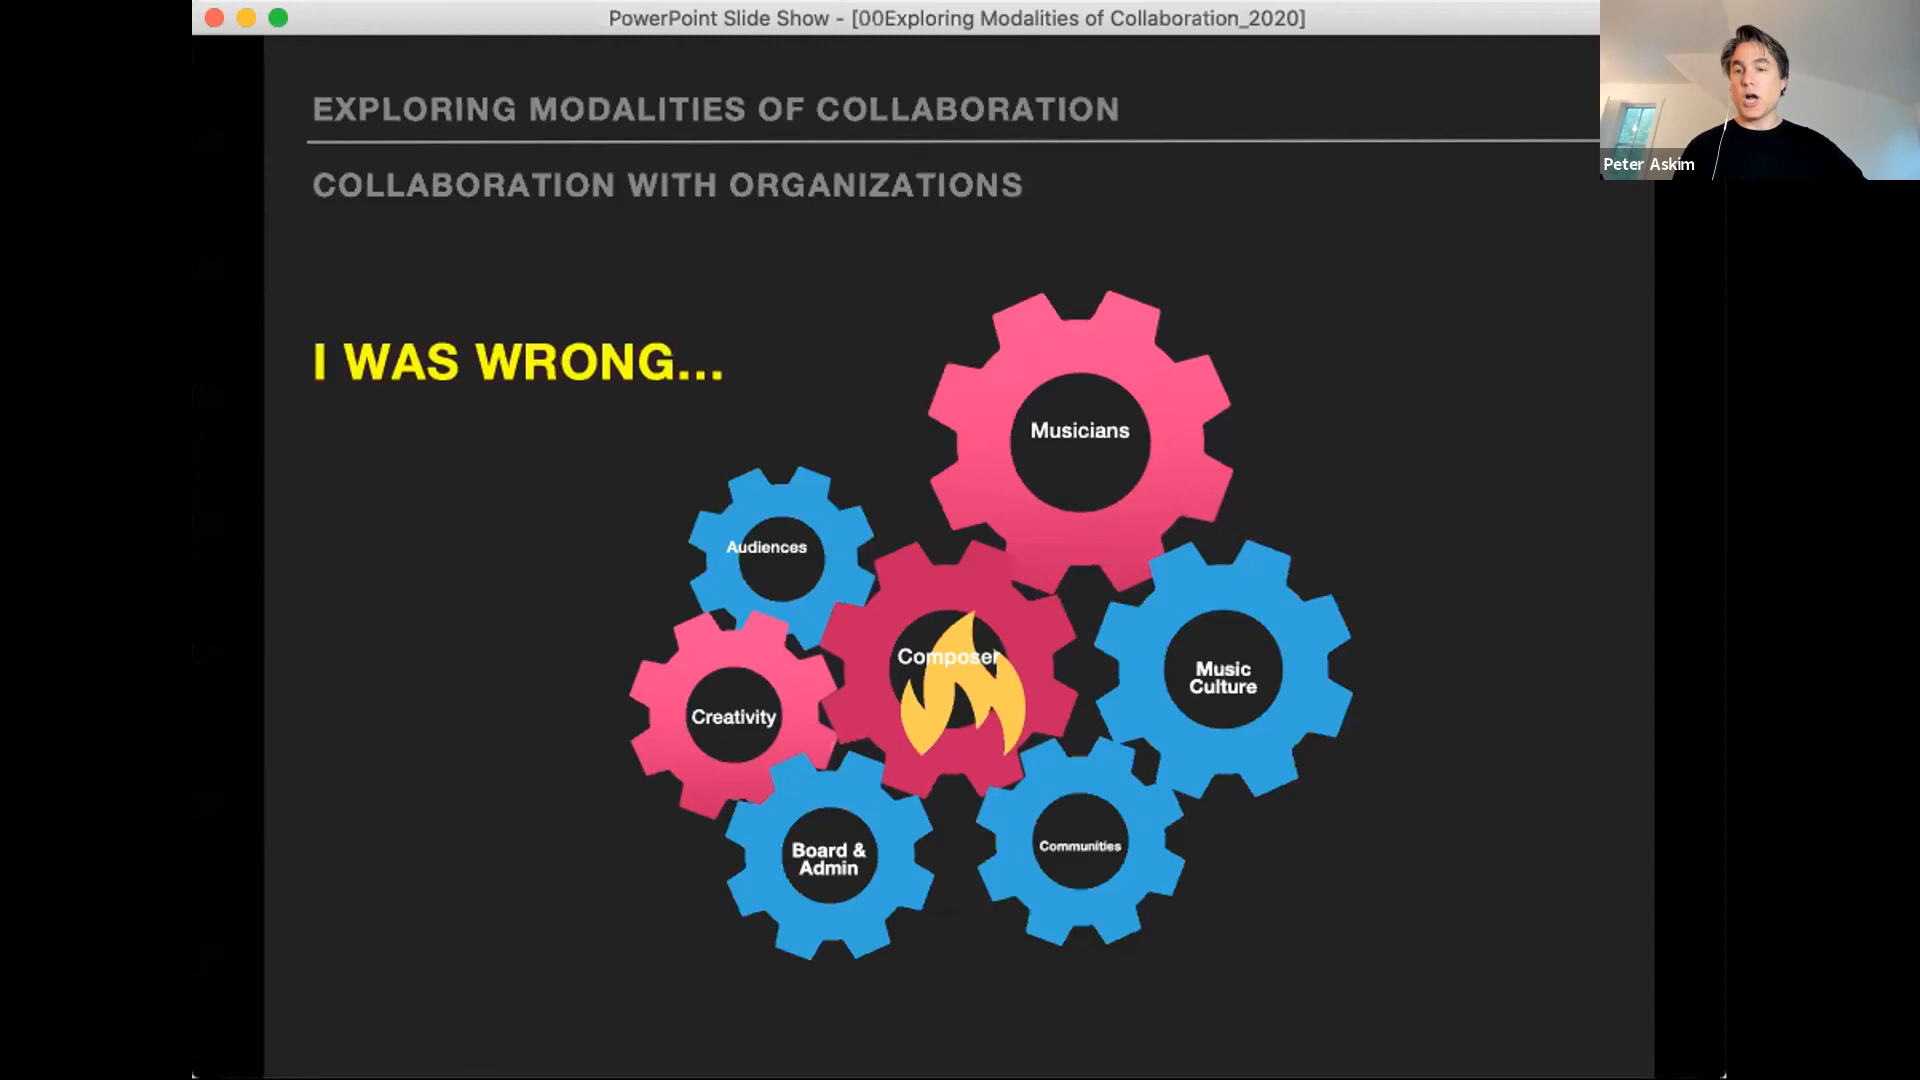 PowerPoint Slide Show - [00Exploring Modalities of Collaboration_2020]
EXPLORING MODALITIES OF COLLABORATION
Peter Askim
COLLABORATION WITH ORGANIZATIONS
I WAS WRONG...
Musicians
Audiences
Composer
Music
Culture
Creativity
Board &
Admin
Communities